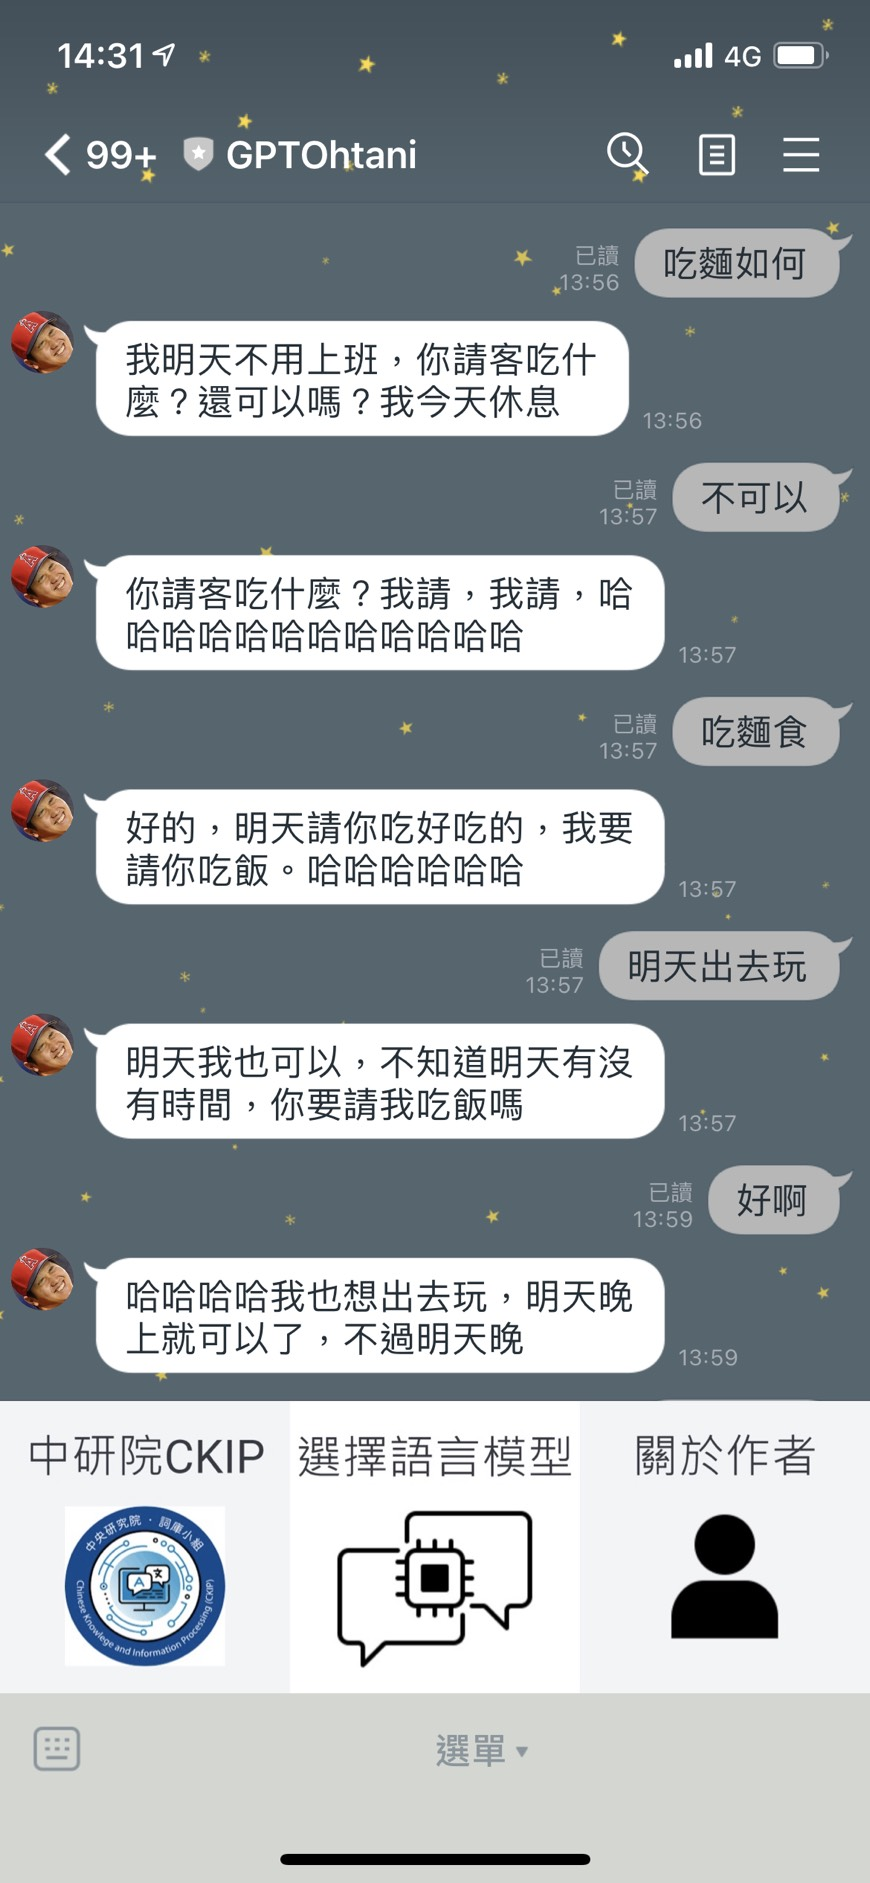 14:31
4G
99+
GPTOhtani
吃麵如何
已讀
13:56
我明天不用上班，你請客吃什
麼？還可以嗎？我今天休息
13:56
不可以
已讀
13:57
你請客吃什麼？我請，我請，哈
哈哈哈哈哈哈哈哈哈哈哈
13:57
吃麵食
已讀
13:57
好的，明天請你吃好吃的，我要
請你吃飯。哈哈哈哈哈哈
13:57
明天出去玩
已讀
13:57
明天我也可以，不知道明天有沒
有時間，你要請我吃飯嗎
13:57
好啊
已讀
13:59
哈哈哈哈我也想出去玩，明天晚
上就可以了，不過明天晚
13:59
中研院CKIP
選擇語言模型
關於作者
中央研究院・詞庫小組
A
文
Chinese Knowlege and Information Processing (CKIP)
選單